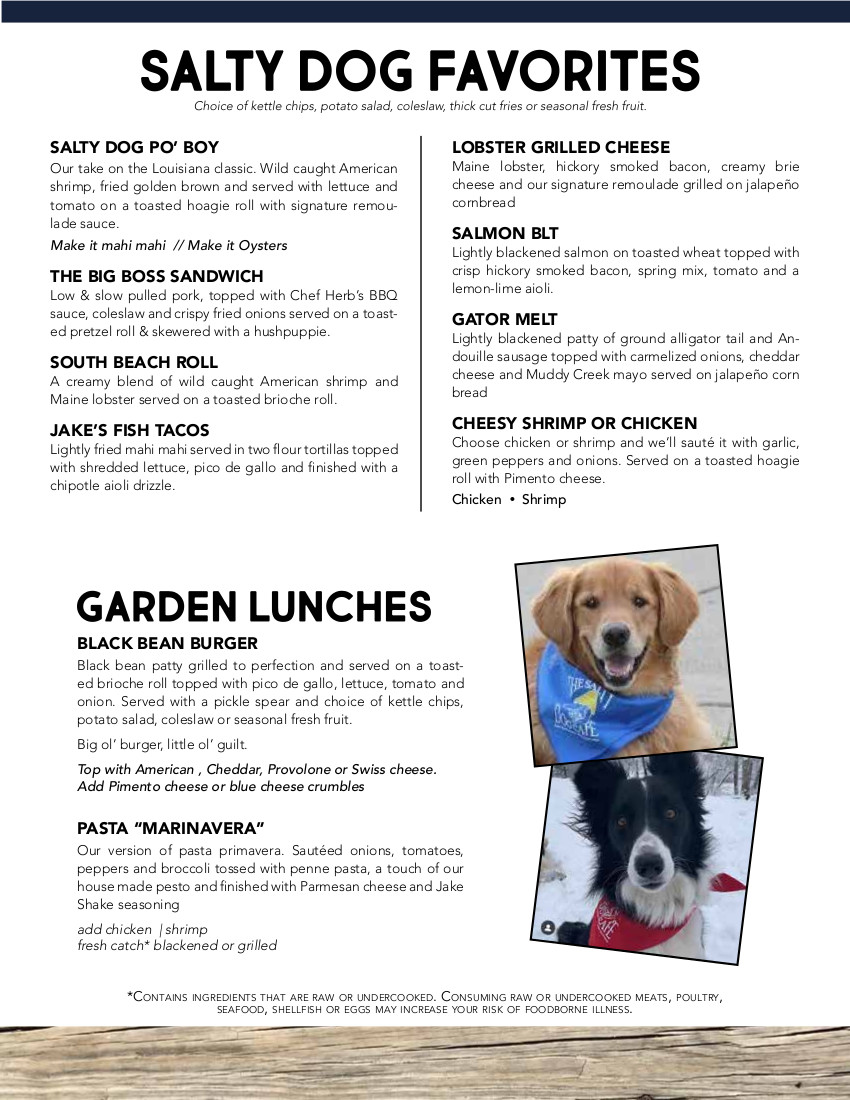 SALTY DOG FAVORITES
Choice of kettle chips, potato salad, coleslaw, thick cut fries or seasonal fresh fruit.
SALTY DOG PO’ BOY
Our take on the Louisiana classic. Wild caught American
shrimp, fried golden brown and served with lettuce and
tomato on a toasted hoagie roll with signature remou-
lade sauce.
Make it mahi mahi // Make it Oysters
THE BIG BOSS SANDWICH
Low & slow pulled pork, topped with Chef Herb’s BBQ
sauce, coleslaw and crispy fried onions served on a toast-
ed pretzel roll & skewered with a hushpuppie.
SOUTH BEACH ROLL
A creamy blend of wild caught American shrimp and
Maine lobster served on a toasted brioche roll.
JAKE’S FISH TACOS
Lightly fried mahi mahi served in two flour tortillas topped
with shredded lettuce, pico de gallo and finished with a
chipotle aioli drizzle.
LOBSTER GRILLED CHEESE
Maine lobster, hickory smoked bacon, creamy brie
cheese and our signature remoulade grilled on jalapeño
cornbread
SALMON BLT
Lightly blackened salmon on toasted wheat topped with
crisp hickory smoked bacon, spring mix, tomato and a
lemon-lime aioli.
GATOR MELT
Lightly blackened patty of ground alligator tail and An-
douille sausage topped with carmelized onions, cheddar
cheese and Muddy Creek mayo served on jalapeño corn
bread
CHEESY SHRIMP OR CHICKEN
Choose chicken or shrimp and we’ll sauté it with garlic,
green peppers and onions. Served on a toasted hoagie
roll with Pimento cheese.
Chicken • Shrimp
GARDEN LUNCHES
BLACK BEAN BURGER
Black bean patty grilled to perfection and served on a toast-
ed brioche roll topped with pico de gallo, lettuce, tomato and
onion. Served with a pickle spear and choice of kettle chips,
potato salad, coleslaw or seasonal fresh fruit.
Big ol’ burger, little ol’ guilt.
Top with American , Cheddar, Provolone or Swiss cheese.
Add Pimento cheese or blue cheese crumbles
PASTA “MARINAVERA”
Our version of pasta primavera. Sautéed onions, tomatoes,
peppers and broccoli tossed with penne pasta, a touch of our
house made pesto and finished with Parmesan cheese and Jake
Shake seasoning
add chicken | shrimp
fresh catch* blackened or grilled
THE SALTY
DOG CAFE
*Contains ingredients that are raw or undercooked. Consuming raw or undercooked meats, poultry,
seafood, shellfish or eggs may increase your risk of foodborne illness.